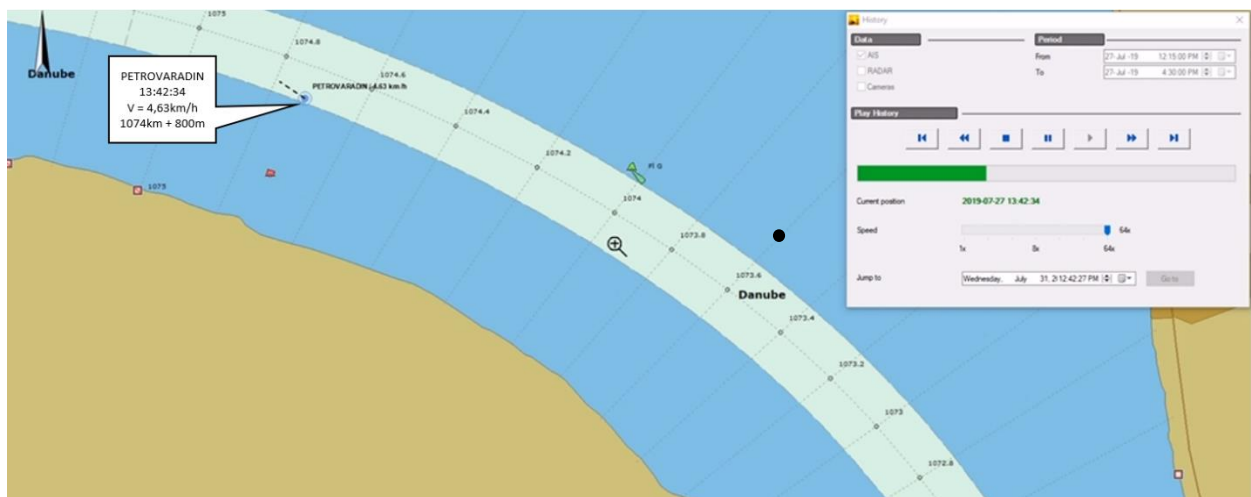 1075
1074.8
Danube
PETROVARADIN
13:42:34
V = 4,63km/h
1074km + 800m
1074.6
PETROVARADIN, 4.63 km/h
1074.4
1074.2
Fl G
1075
1074
1073.8
1073.6
Danube
1073.4
1073.2
1073
1072.8
History
Data
Period
AIS
From
27-Jul-19
12:15:00 PM
RADAR
To
27-Jul-19
4:30:00 PM
Cameras
Play History
Current position
2019-07-27 13:42:34
Speed
64x
1x
8x
64x
Jump to
Wednesday, July 31, 2
12:42:27 PM
Go to